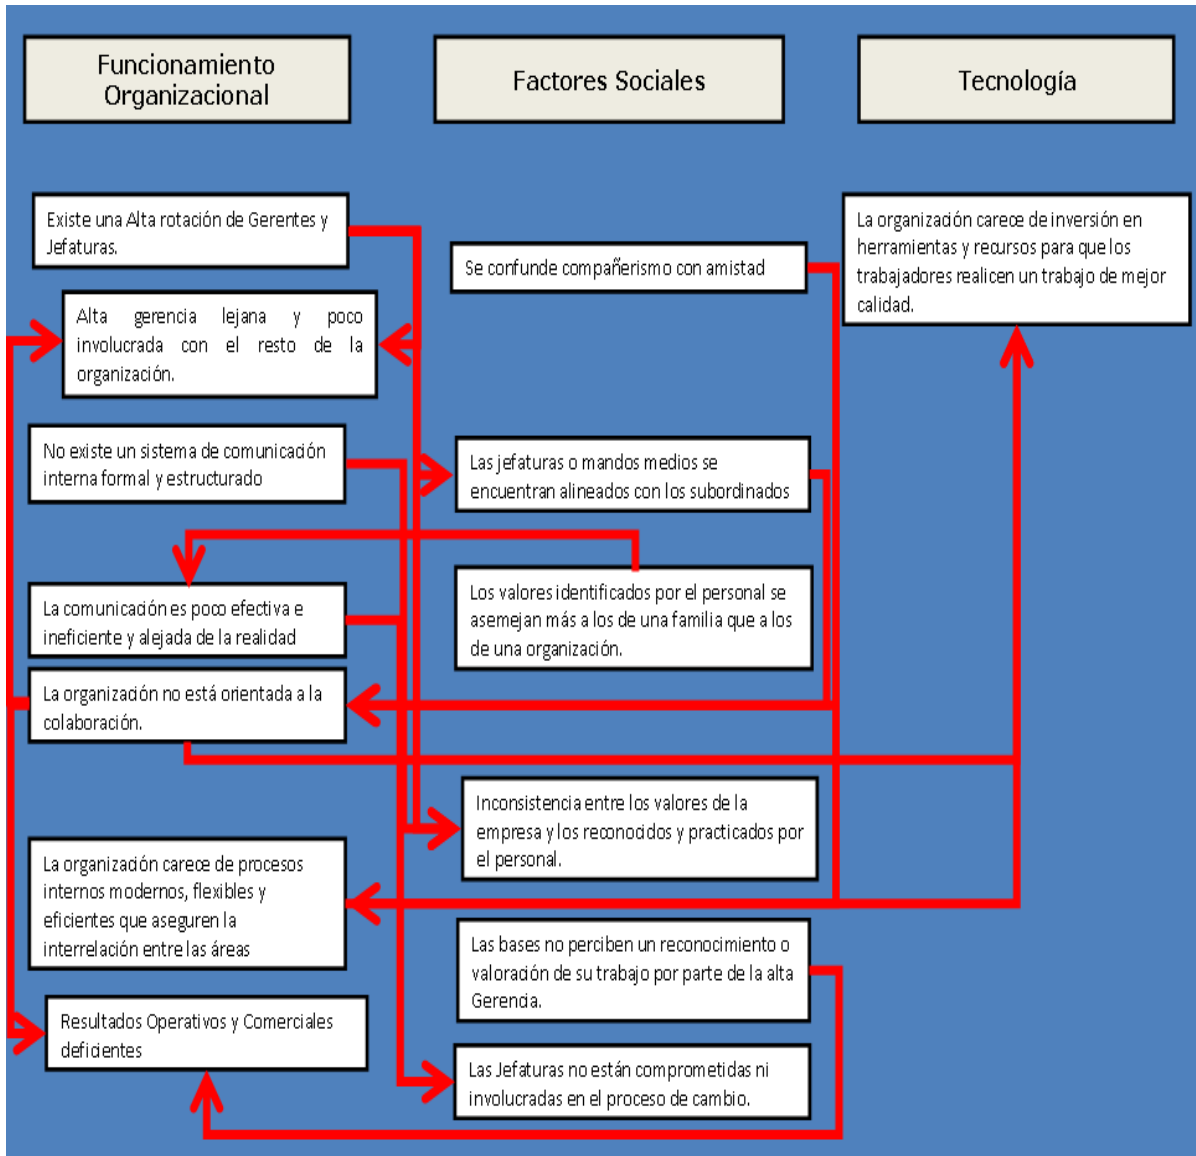 Funcionamiento
Organizacional
Factores Sociales
Tecnología
Existe una Alta rotación de Gerentes y
Jefaturas.
Alta gerencia lejana y poco
involucrada con el resto de la
organización.
No existe un sistema de comunicación
interna formal y estructurado
La comunicación es poco efectiva e
ineficiente y alejada de la realidad
La organización no está orientada a la
colaboración.
La organización carece de procesos
internos modernos, flexibles y
eficientes que aseguren la
interrelación entre las áreas
Resultados Operativos y Comerciales
deficientes
Se confunde compañerismo con amistad
Las jefaturas o mandos medios se
encuentran alineados con los subordinados
Los valores identificados por el personal se
asemejan más a los de una familia que a los
de una organización.
Inconsistencia entre los valores de la
empresa y los reconocidos y practicados por
el personal.
Las bases no perciben un reconocimiento o
valoración de su trabajo por parte de la alta
Gerencia.
Las Jefaturas no están comprometidas ni
involucradas en el proceso de cambio.
La organización carece de inversión en
herramientas y recursos para que los
trabajadores realicen un trabajo de mejor
calidad.